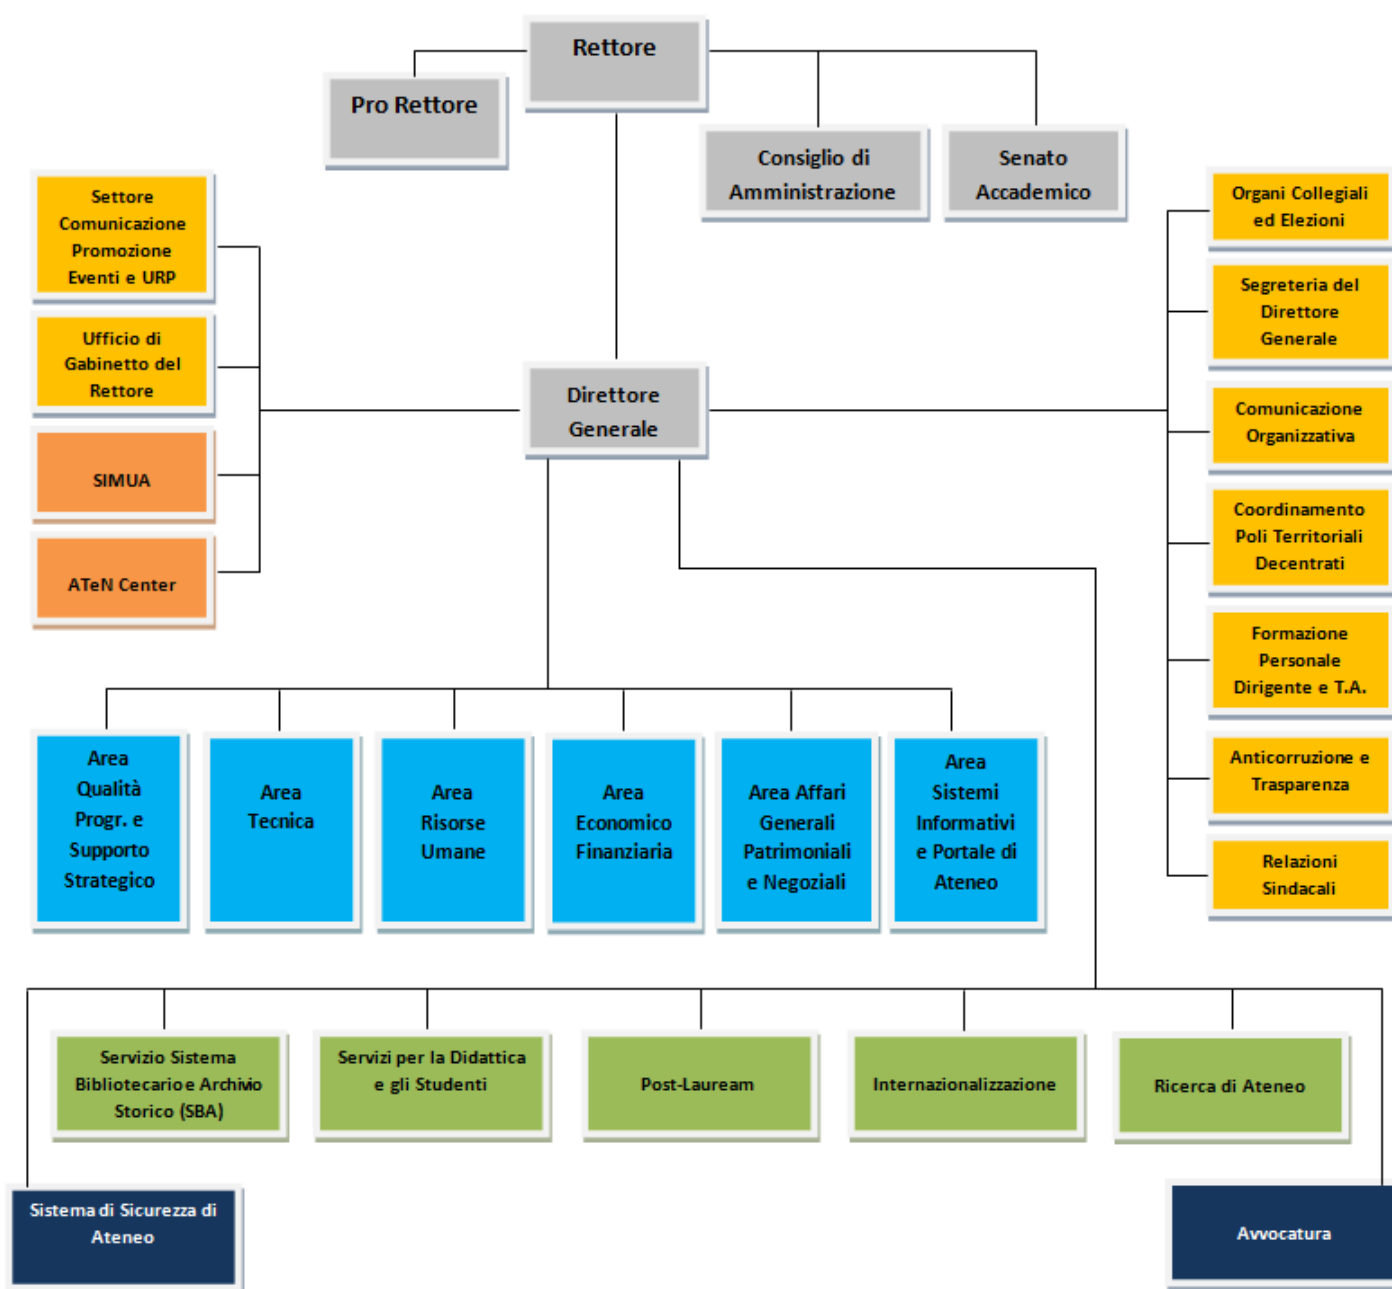 Rettore
Pro Rettore
Consiglio di
Amministrazione
Senato
Accademico
Settore
Comunicazione
Promozione
Eventi e URP
Ufficio di
Gabinetto del
Rettore
SIMUA
ATeN Center
Direttore
Generale
Organi Collegiali
ed Elezioni
Segreteria del
Direttore
Generale
Comunicazione
Organizzativa
Coordinamento
Poli Territoriali
Decentrati
Formazione
Personale
Dirigente e T.A.
Anticorruzione e
Trasparenza
Relazioni
Sindacali
Area
Qualità
Progr. e
Supporto
Strategico
Area
Tecnica
Area
Risorse
Umane
Area
Economico
Finanziaria
Area Affari
Generali
Patrimoniali
e Negoziali
Area
Sistemi
Informativi
e Portale di
Ateneo
Servizio Sistema
Bibliotecario e Archivio
Storico (SBA)
Servizi per la Didattica
e gli Studenti
Post-Lauream
Internazionalizzazione
Ricerca di Ateneo
Sistema di Sicurezza di
Ateneo
Avvocatura